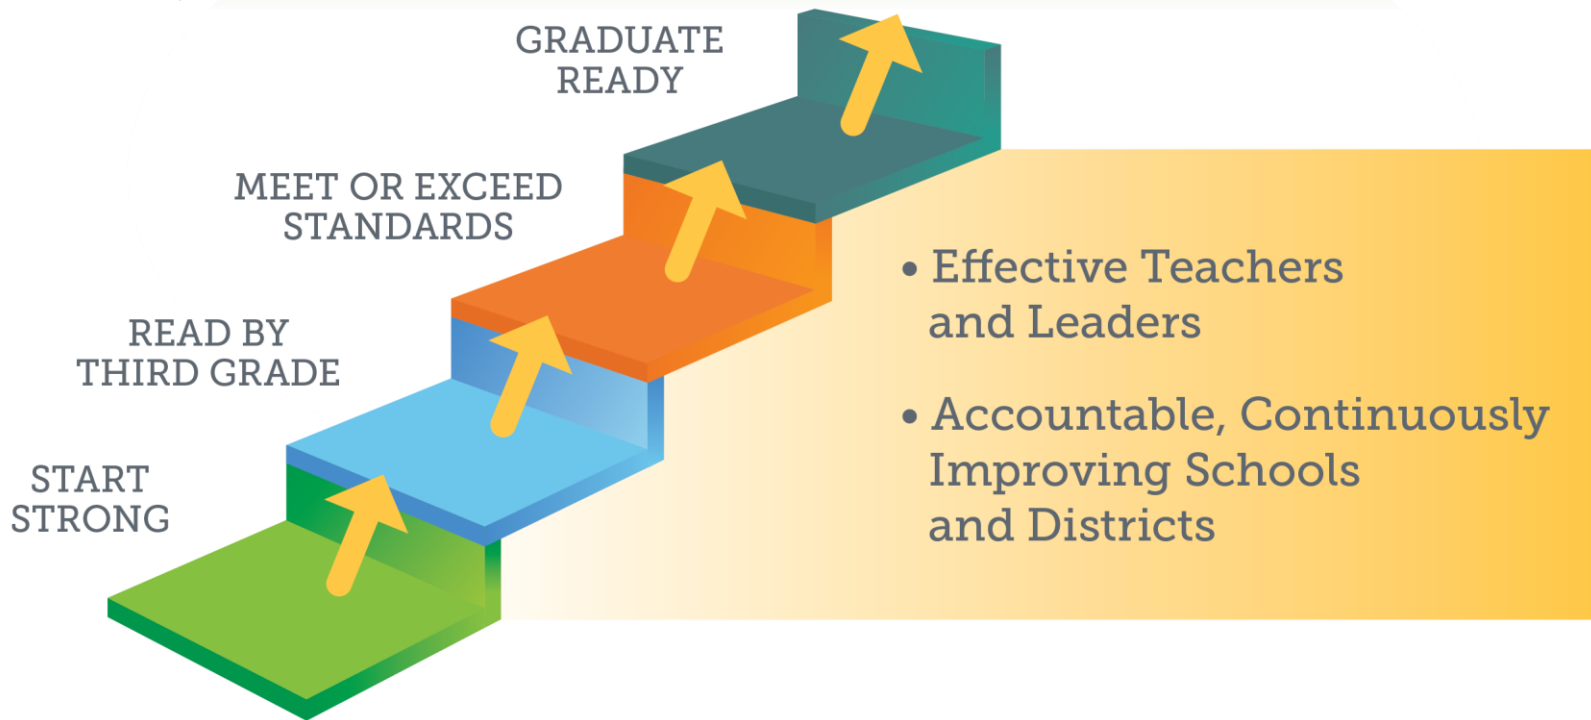 GRADUATE
READY
MEET OR EXCEED
STANDARDS
READ BY
THIRD GRADE
START
STRONG
• Effective Teachers
and Leaders
• Accountable, Continuously
Improving Schools
and Districts